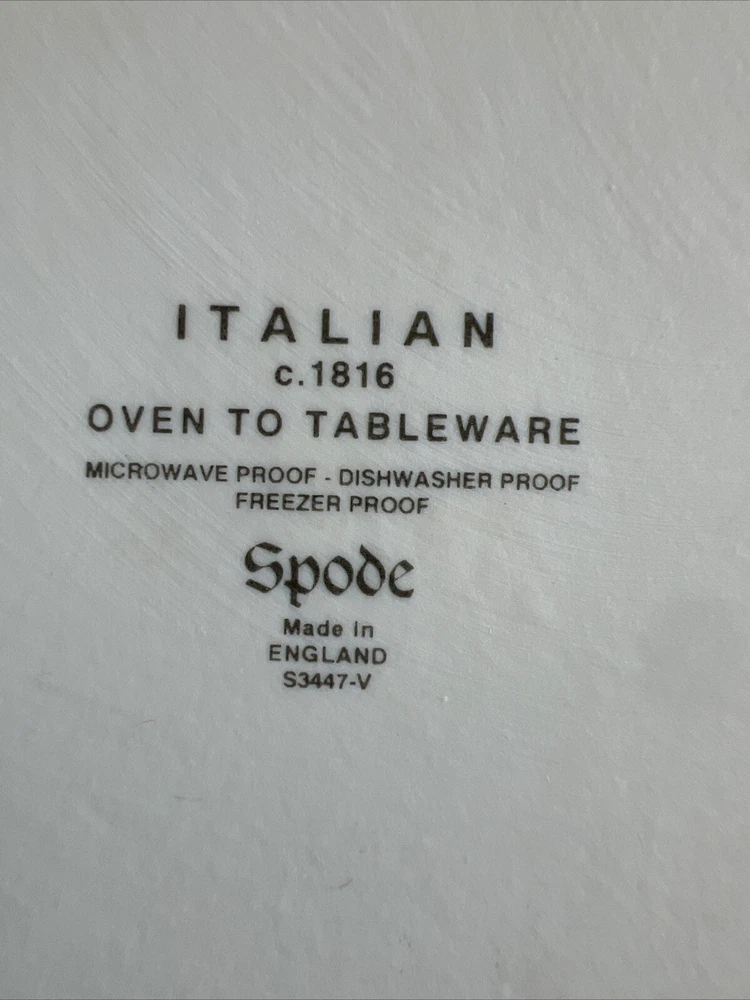 ITALIAN
c.1816
OVEN TO TABLEWARE
MICROWAVE PROOF - DISHWASHER PROOF
FREEZER PROOF
Spode
Made in
ENGLAND
S3447-V